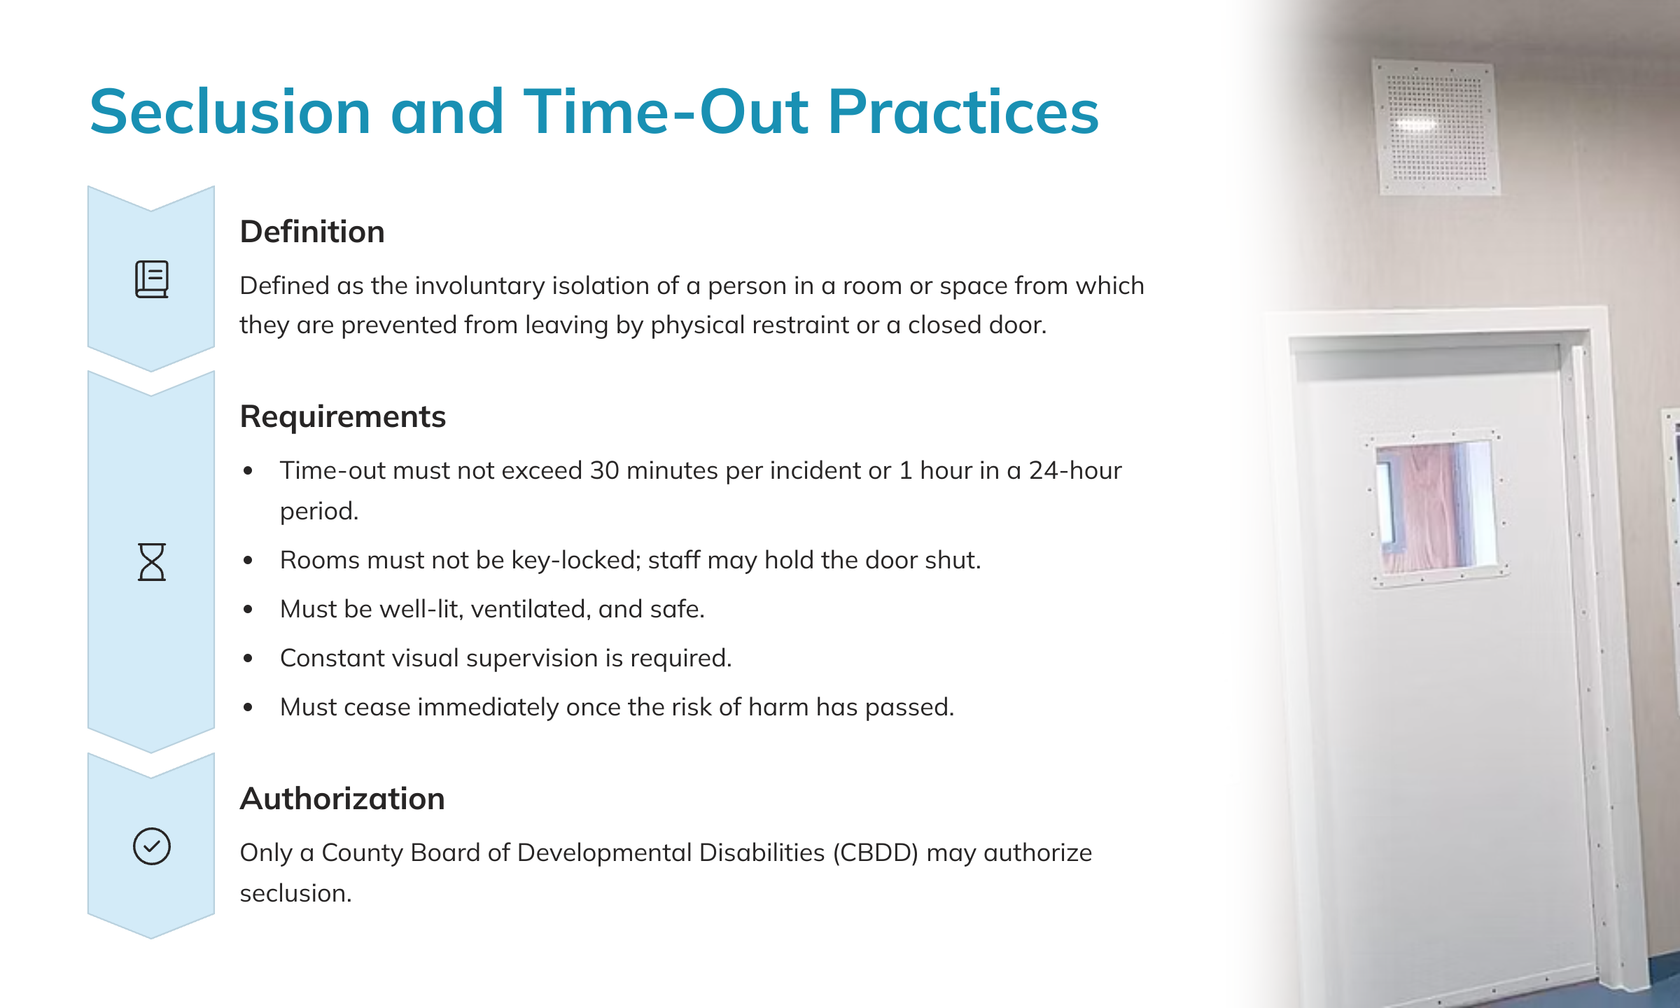 Seclusion and Time-Out Practices
Definition
Defined as the involuntary isolation of a person in a room or space from which
they are prevented from leaving by physical restraint or a closed door.
Requirements
• Time-out must not exceed 30 minutes per incident or 1 hour in a 24-hour
period.
• Rooms must not be key-locked; staff may hold the door shut.
• Must be well-lit, ventilated, and safe.
• Constant visual supervision is required.
• Must cease immediately once the risk of harm has passed.
Authorization
Only a County Board of Developmental Disabilities (CBDD) may authorize
seclusion.